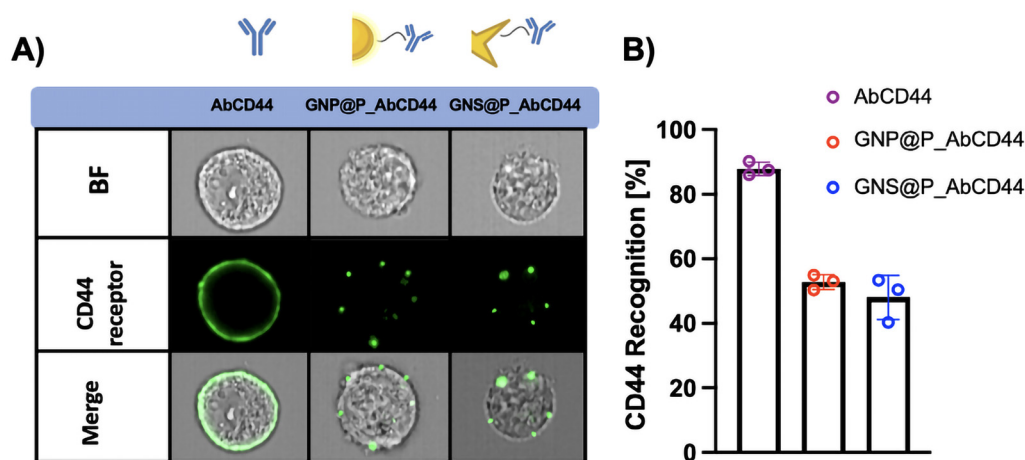 A)
AbCD44 GNP@P_AbCD44 GNS@P_AbCD44
BF
CD44
receptor
Merge
B)
AbCD44
GNP@P_AbCD44
GNS@P_AbCD44
CD44 Recognition [%]
100
80
60
40
20
0